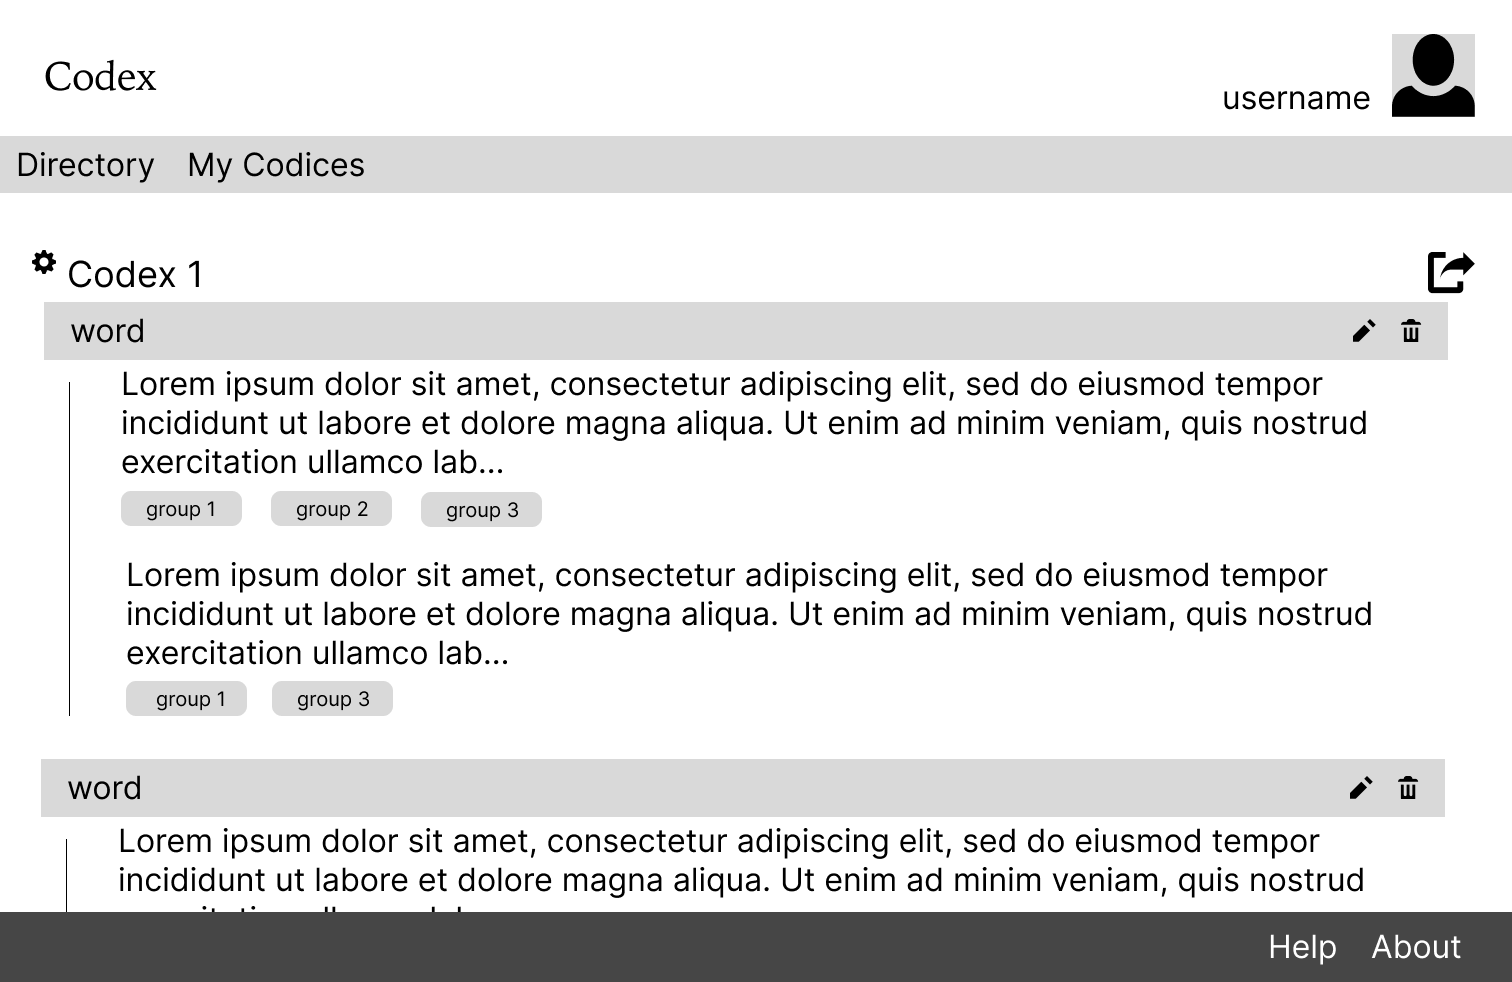 Codex
username
Directory My Codices
Codex 1
word
Lorem ipsum dolor sit amet, consectetur adipiscing elit, sed do eiusmod tempor
incididunt ut labore et dolore magna aliqua. Ut enim ad minim veniam, quis nostrud
exercitation ullamco lab...
group 1 group 2 group 3
Lorem ipsum dolor sit amet, consectetur adipiscing elit, sed do eiusmod tempor
incididunt ut labore et dolore magna aliqua. Ut enim ad minim veniam, quis nostrud
exercitation ullamco lab...
group 1 group 3
word
Lorem ipsum dolor sit amet, consectetur adipiscing elit, sed do eiusmod tempor
incididunt ut labore et dolore magna aliqua. Ut enim ad minim veniam, quis nostrud
Help About